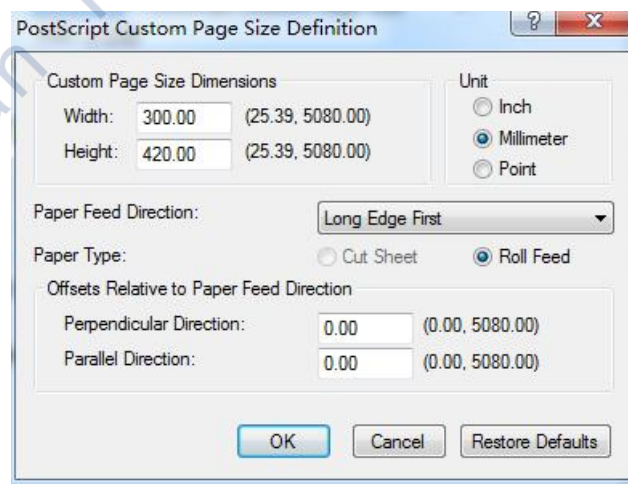 PostScript Custom Page Size Definition
Custom Page Size Dimensions
Unit
Width: 300.00 (25.39, 5080.00)
Height: 420.00 (25.39, 5080.00)
Inch
Millimeter
Point
Paper Feed Direction: Long Edge First
Paper Type: Cut Sheet Roll Feed
Offsets Relative to Paper Feed Direction
Perpendicular Direction: 0.00 (0.00, 5080.00)
Parallel Direction: 0.00 (0.00, 5080.00)
OK Cancel Restore Defaults